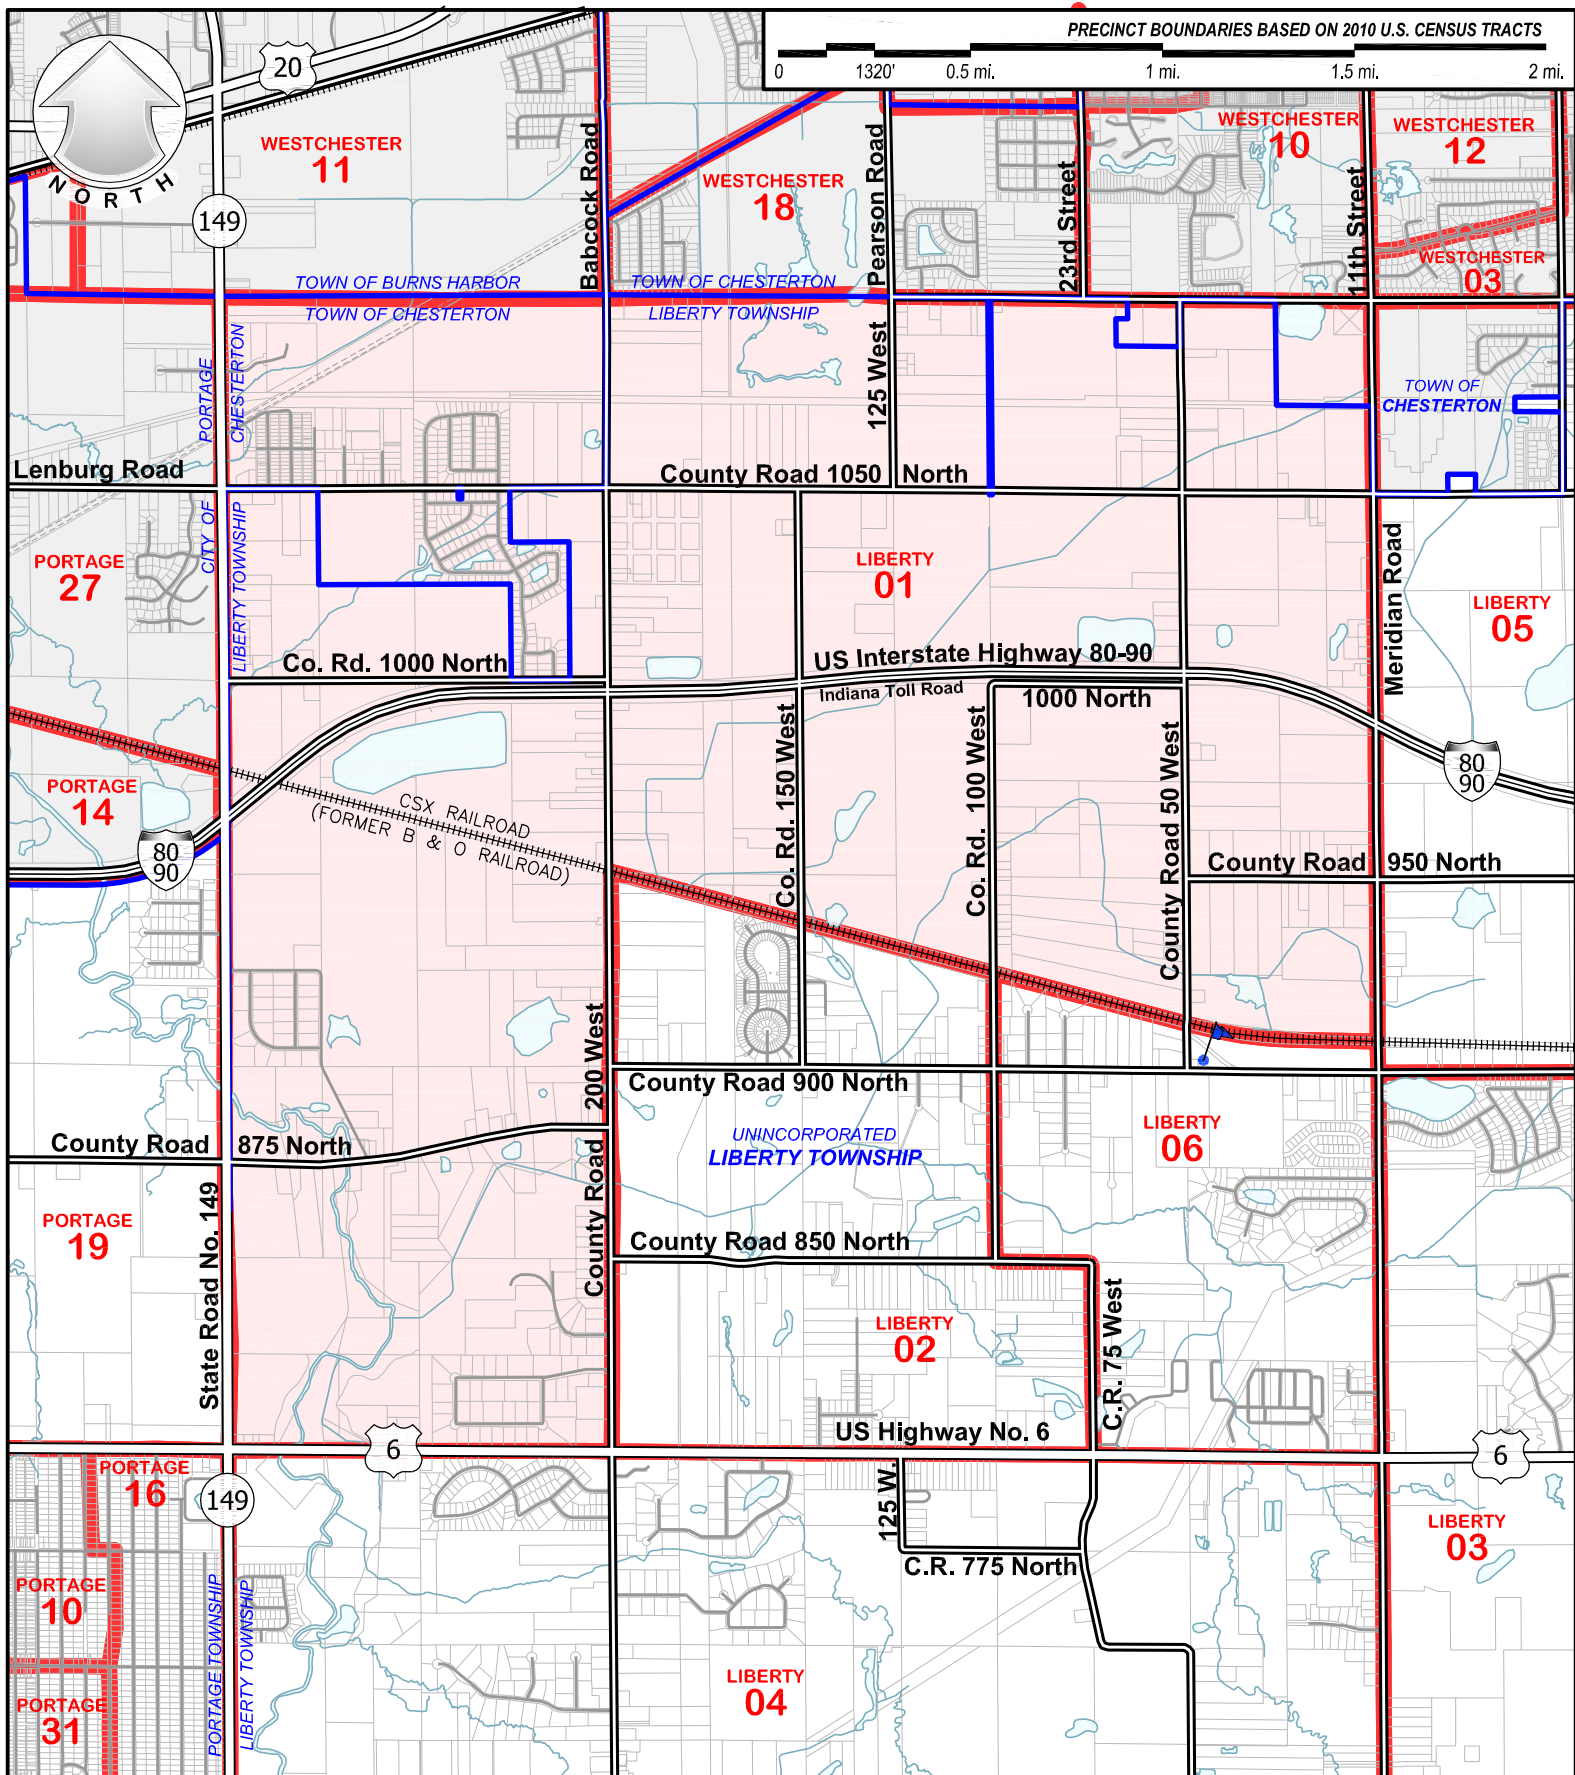 PRECINCT BOUNDARIES BASED ON 2010 U.S. CENSUS TRACTS
0 1320' 0.5 mi. 1 mi. 1.5 mi. 2 mi.
NORTH
20
149
WESTCHESTER
11
Babcock Road
WESTCHESTER
18
Pearson Road
23rd Street
WESTCHESTER
10
11th Street
WESTCHESTER
12
WESTCHESTER
03
TOWN OF BURNS HARBOR
TOWN OF CHESTERTON
TOWN OF CHESTERTON
LIBERTY TOWNSHIP
PORTAGE
CHESTERTON
125 West
TOWN OF
CHESTERTON
Lenburg Road
County Road 1050 North
CITY OF
LIBERTY TOWNSHIP
PORTAGE
27
LIBERTY
01
Meridian Road
LIBERTY
05
Co. Rd. 1000 North
US Interstate Highway 80-90
Indiana Toll Road
1000 North
PORTAGE
14
80
90
CSX RAILROAD
(FORMER B & O RAILROAD)
Co. Rd. 150 West
Co. Rd. 100 West
County Road 50 West
80
90
County Road 950 North
200 West
County Road
County Road 900 North
UNINCORPORATED
LIBERTY TOWNSHIP
LIBERTY
06
County Road 875 North
PORTAGE
19
State Road No. 149
County Road 850 North
LIBERTY
02
C.R. 75 West
US Highway No. 6
6
6
PORTAGE
16
149
125 W.
C.R. 775 North
LIBERTY
03
PORTAGE
10
PORTAGE TOWNSHIP
LIBERTY TOWNSHIP
PORTAGE
31
LIBERTY
04